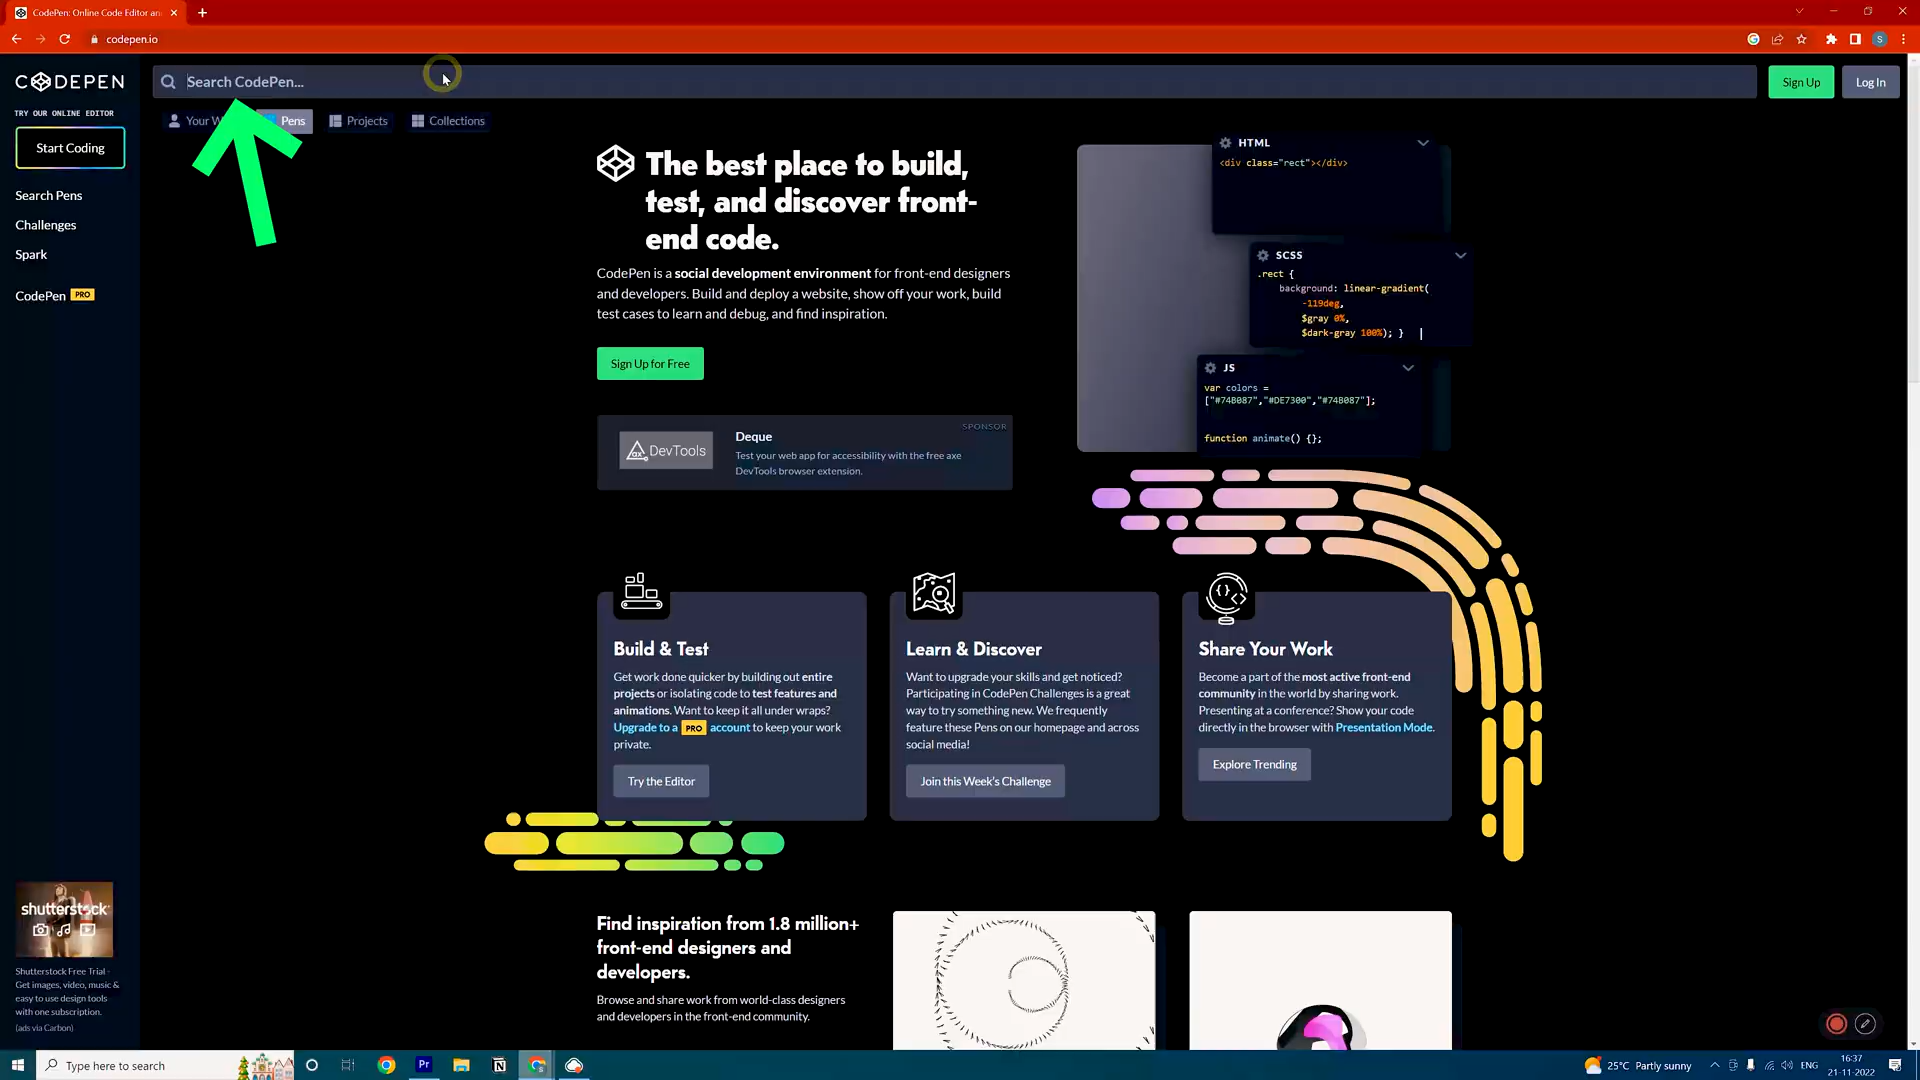 CodePen: Online Code Editor an
codepen.io
CODEPEN
Search CodePen...
Sign Up
Log In
TRY OUR ONLINE EDITOR
Start Coding
Your W
Pens
Projects
Collections
Search Pens
Challenges
Spark
CodePen PRO
The best place to build,
test, and discover front-
end code.
CodePen is a social development environment for front-end designers
and developers. Build and deploy a website, show off your work, build
test cases to learn and debug, and find inspiration.
Sign Up for Free
SPONSOR
ax DevTools
Deque
Test your web app for accessibility with the free axe
DevTools browser extension.
HTML
<div class="rect"></div>
SCSS
.rect {
background: linear-gradient(
-119deg,
$gray 0%,
$dark-gray 100%); }
JS
var colors =
["#74B087","#DE7300","#74B087"];
function animate() {};
Build & Test
Get work done quicker by building out entire
projects or isolating code to test features and
animations. Want to keep it all under wraps?
Upgrade to a PRO account to keep your work
private.
Try the Editor
Learn & Discover
Want to upgrade your skills and get noticed?
Participating in CodePen Challenges is a great
way to try something new. We frequently
feature these Pens on our homepage and across
social media!
Join this Week's Challenge
Share Your Work
Become a part of the most active front-end
community in the world by sharing work.
Presenting at a conference? Show your code
directly in the browser with Presentation Mode.
Explore Trending
Find inspiration from 1.8 million+
front-end designers and
developers.
Browse and share work from world-class designers
and developers in the front-end community.
shutterstock
Shutterstock Free Trial -
Get images, video, music &
easy to use design tools
with one subscription.
(ads via Carbon)
Type here to search
Pr
25°C Partly sunny
ENG
16:37
21-11-2022